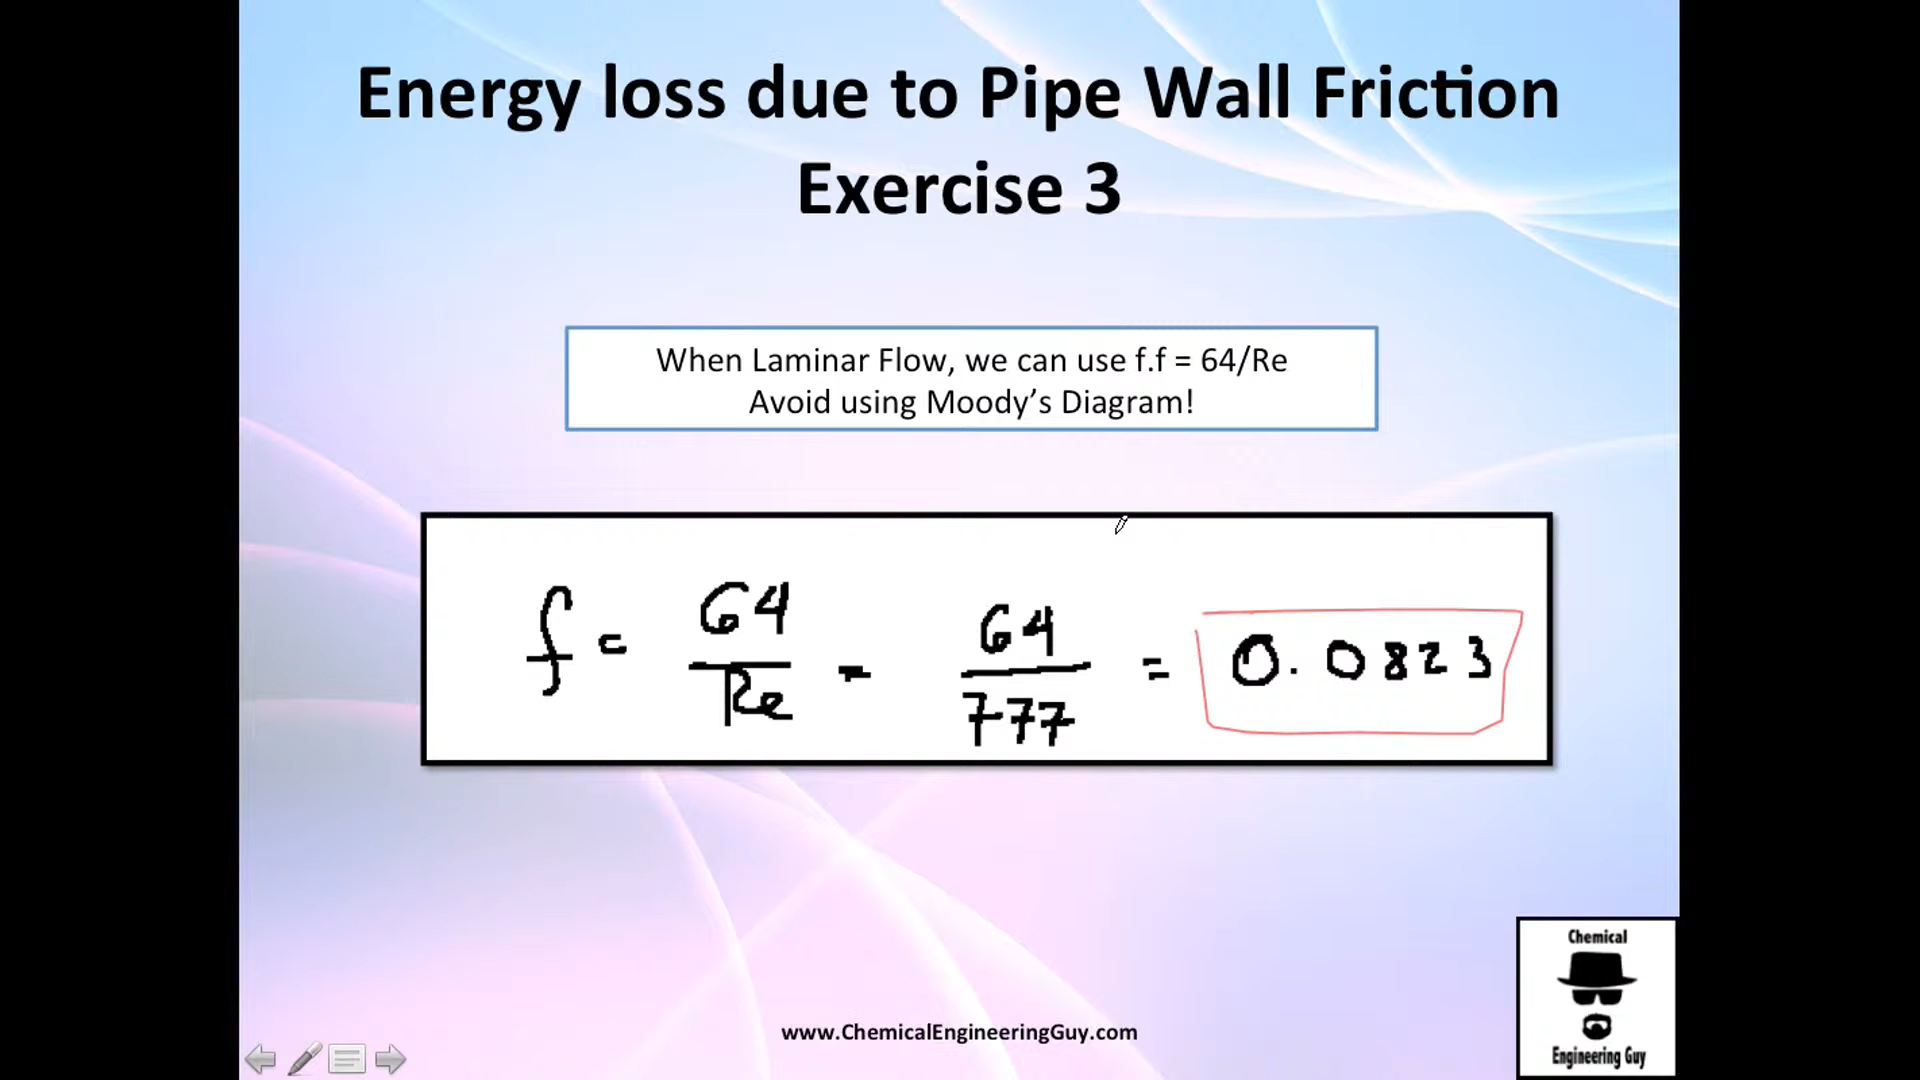 Energy loss due to Pipe Wall Friction
Exercise 3
When Laminar Flow, we can use f.f = 64/Re
Avoid using Moody's Diagram!
f = 64/Re = 64/777 = 0.0823
Chemical
Engineering Guy
www.ChemicalEngineeringGuy.com